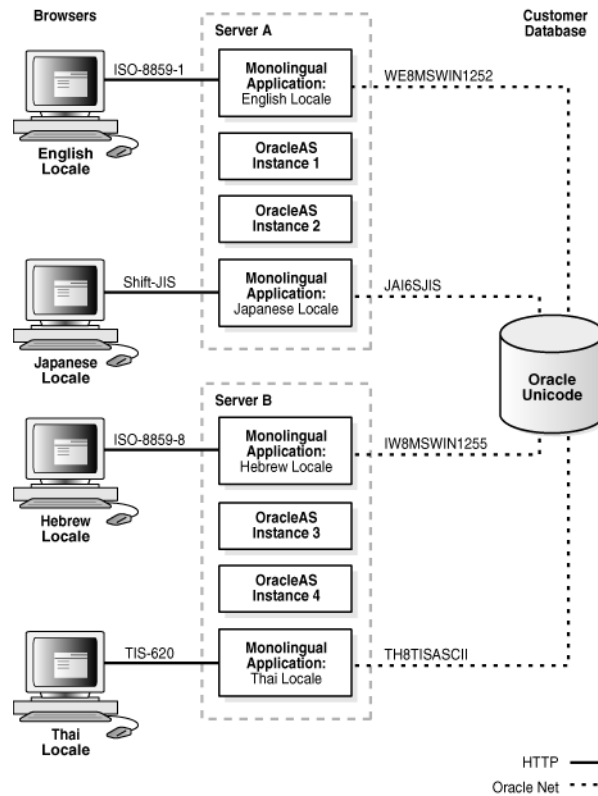 Browsers
Customer
Database
Server A
ISO-8859-1
Monolingual
Application:
English Locale
WE8MSWIN1252
English
Locale
OracleAS
Instance 1
OracleAS
Instance 2
Shift-JIS
Monolingual
Application:
Japanese Locale
JAI6SJIS
Japanese
Locale
Oracle
Unicode
Server B
ISO-8859-8
Monolingual
Application:
Hebrew Locale
IW8MSWIN1255
Hebrew
Locale
OracleAS
Instance 3
OracleAS
Instance 4
TIS-620
Monolingual
Application:
Thai Locale
TH8TISASCII
Thai
Locale
HTTP
Oracle Net